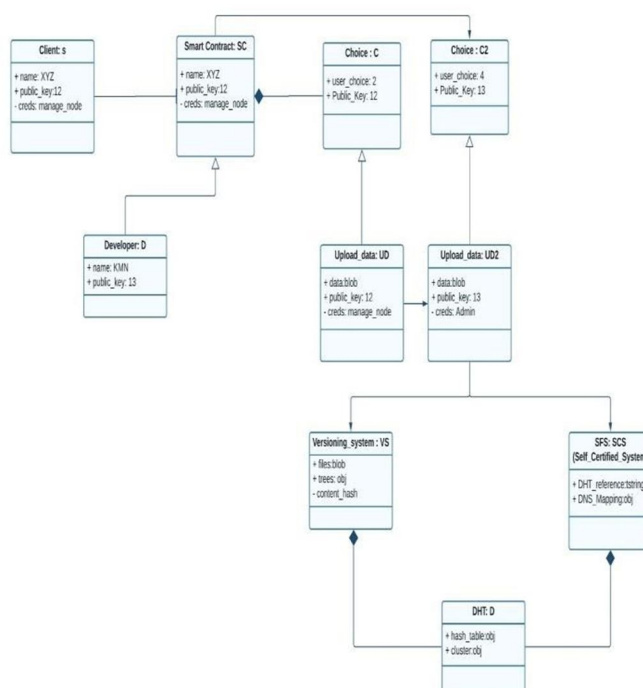 Client: s
+ name: XYZ
+ public_key:12
- creds: manage_node
Smart Contract: SC
+ name: XYZ
+ public_key:12
- creds: manage_node
Choice : C
+ user_choice: 2
+ Public_Key: 12
Choice : C2
+ user_choice: 4
+ Public_Key: 13
Developer: D
+ name: KMN
+ public_key: 13
Upload_data: UD
+ data:blob
+ public_key: 12
- creds: manage_node
Upload_data: UD2
+ data:blob
+ public_key: 13
- creds: Admin
Versioning_system : VS
+ files:blob
+ trees: obj
- content_hash
SFS: SCS
(Self_Certified_System
+ DHT_reference:tstring
+ DNS_Mapping:obj
DHT: D
+ hash_table:obj
+ cluster:obj